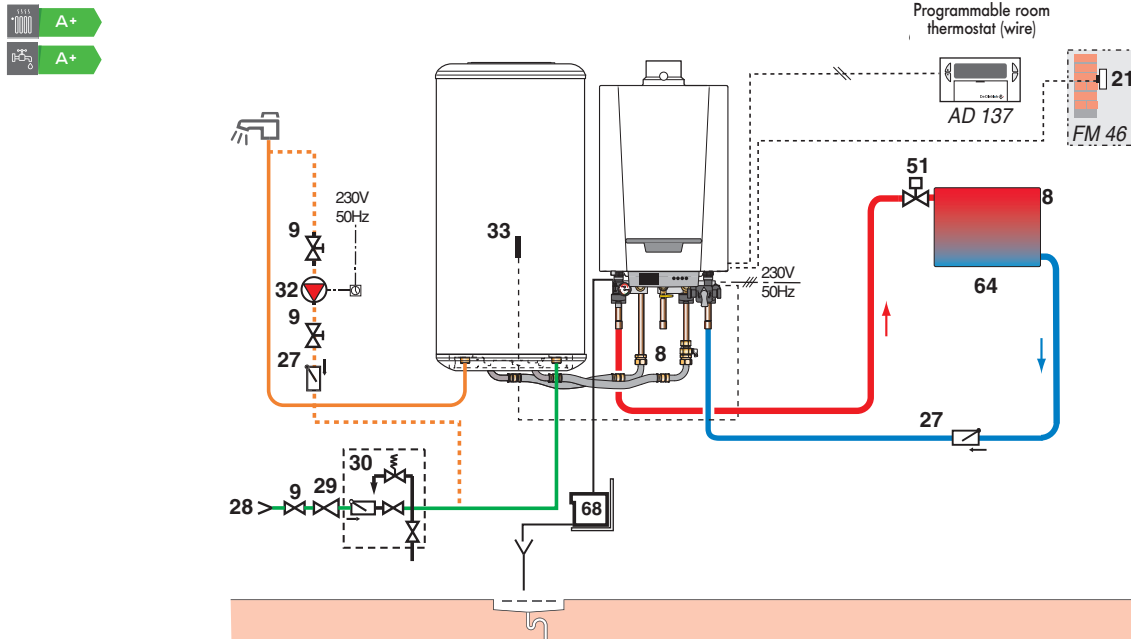 A+
A+
Programmable room
thermostat (wire)
AD 137
21
FM 46
51
8
64
230V
50Hz
9
32
9
27
33
230V
50Hz
8
27
30
28
9
29
68